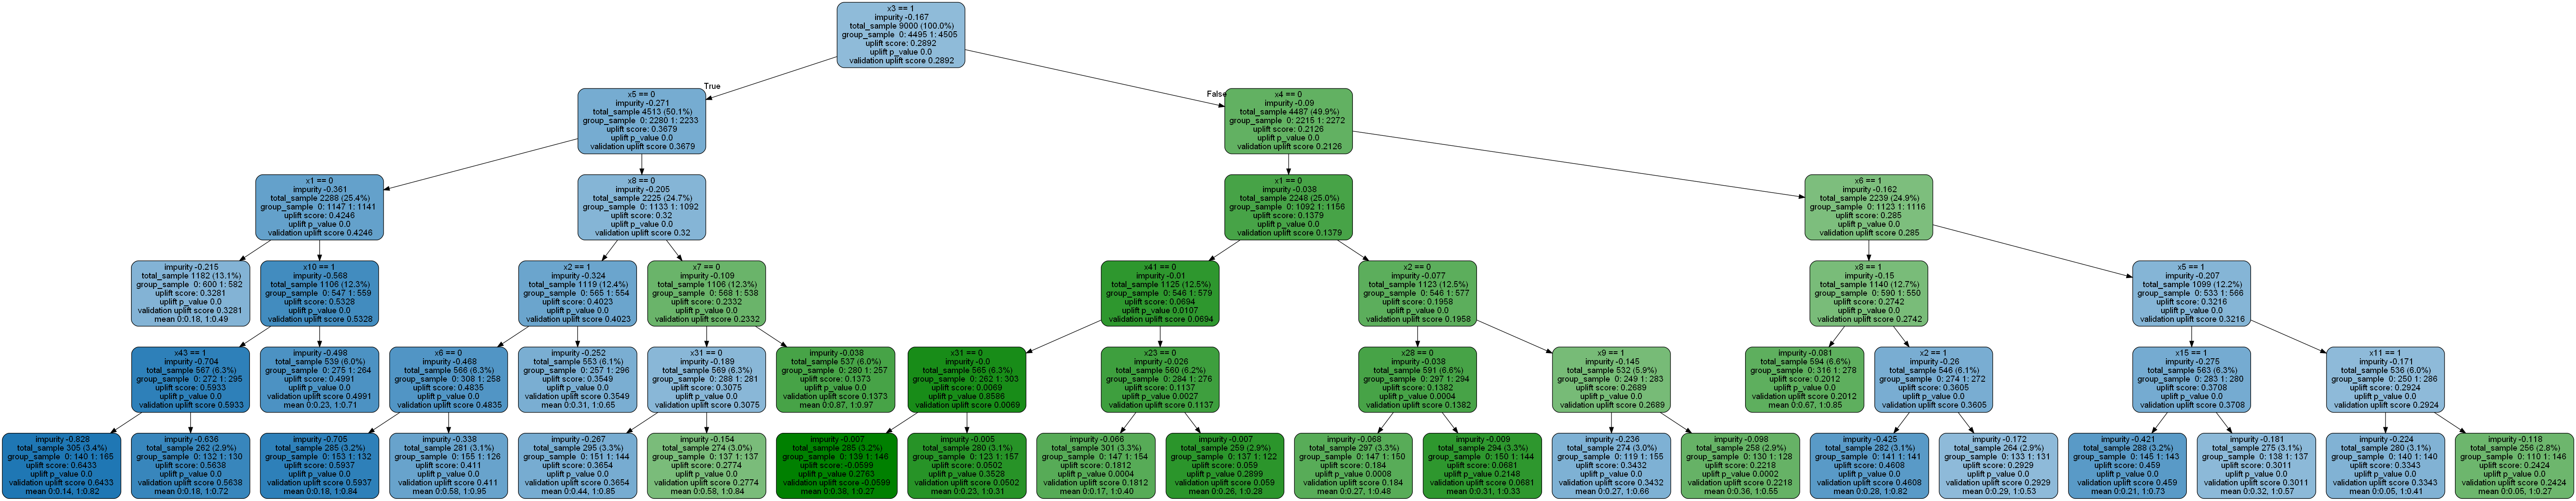 x3 == 1
impurity -0.167
total_sample 9000 (100.0%)
group_sample 0: 4495 1: 4505
uplift score: 0.2892
uplift p_value 0.0
validation uplift score 0.2892
True
False
x5 == 0
impurity -0.271
total_sample 4513 (50.1%)
group_sample 0: 2280 1: 2233
uplift score: 0.3679
uplift p_value 0.0
validation uplift score 0.3679
x4 == 0
impurity -0.09
total_sample 4487 (49.9%)
group_sample 0: 2215 1: 2272
uplift score: 0.2126
uplift p_value 0.0
validation uplift score 0.2126
x1 == 0
impurity -0.361
total_sample 2288 (25.4%)
group_sample 0: 1147 1: 1141
uplift score: 0.4246
uplift p_value 0.0
validation uplift score 0.4246
x8 == 0
impurity -0.205
total_sample 2225 (24.7%)
group_sample 0: 1133 1: 1092
uplift score: 0.32
uplift p_value 0.0
validation uplift score 0.32
x1 == 0
impurity -0.038
total_sample 2248 (25.0%)
group_sample 0: 1092 1: 1156
uplift score: 0.1379
uplift p_value 0.0
validation uplift score 0.1379
x6 == 1
impurity -0.162
total_sample 2239 (24.9%)
group_sample 0: 1123 1: 1116
uplift score: 0.285
uplift p_value 0.0
validation uplift score 0.285
impurity -0.215
total_sample 1182 (13.1%)
group_sample 0: 600 1: 582
uplift score: 0.3281
uplift p_value 0.0
validation uplift score 0.3281
mean 0:0.18, 1:0.49
x10 == 1
impurity -0.568
total_sample 1106 (12.3%)
group_sample 0: 547 1: 559
uplift score: 0.5328
uplift p_value 0.0
validation uplift score 0.5328
x2 == 1
impurity -0.324
total_sample 1119 (12.4%)
group_sample 0: 565 1: 554
uplift score: 0.4023
uplift p_value 0.0
validation uplift score 0.4023
x7 == 0
impurity -0.109
total_sample 1106 (12.3%)
group_sample 0: 568 1: 538
uplift score: 0.2332
uplift p_value 0.0
validation uplift score 0.2332
x41 == 0
impurity -0.01
total_sample 1125 (12.5%)
group_sample 0: 546 1: 579
uplift score: 0.0694
uplift p_value 0.0107
validation uplift score 0.0694
x2 == 0
impurity -0.077
total_sample 1123 (12.5%)
group_sample 0: 546 1: 577
uplift score: 0.1958
uplift p_value 0.0
validation uplift score 0.1958
x8 == 1
impurity -0.15
total_sample 1140 (12.7%)
group_sample 0: 590 1: 550
uplift score: 0.2742
uplift p_value 0.0
validation uplift score 0.2742
x5 == 1
impurity -0.207
total_sample 1099 (12.2%)
group_sample 0: 533 1: 566
uplift score: 0.3216
uplift p_value 0.0
validation uplift score 0.3216
x43 == 1
impurity -0.704
total_sample 567 (6.3%)
group_sample 0: 272 1: 295
uplift score: 0.5933
uplift p_value 0.0
validation uplift score 0.5933
impurity -0.498
total_sample 539 (6.0%)
group_sample 0: 275 1: 264
uplift score: 0.4991
uplift p_value 0.0
validation uplift score 0.4991
mean 0:0.23, 1:0.71
x6 == 0
impurity -0.468
total_sample 566 (6.3%)
group_sample 0: 308 1: 258
uplift score: 0.4835
uplift p_value 0.0
validation uplift score 0.4835
impurity -0.252
total_sample 553 (6.1%)
group_sample 0: 257 1: 296
uplift score: 0.3549
uplift p_value 0.0
validation uplift score 0.3549
mean 0:0.31, 1:0.65
x31 == 0
impurity -0.189
total_sample 569 (6.3%)
group_sample 0: 288 1: 281
uplift score: 0.3075
uplift p_value 0.0
validation uplift score 0.3075
impurity -0.038
total_sample 537 (6.0%)
group_sample 0: 280 1: 257
uplift score: 0.1373
uplift p_value 0.0
validation uplift score 0.1373
mean 0:0.87, 1:0.97
x31 == 0
impurity -0.0
total_sample 565 (6.3%)
group_sample 0: 262 1: 303
uplift score: 0.0069
uplift p_value 0.8586
validation uplift score 0.0069
x23 == 0
impurity -0.026
total_sample 560 (6.2%)
group_sample 0: 284 1: 276
uplift score: 0.1137
uplift p_value 0.0027
validation uplift score 0.1137
x28 == 0
impurity -0.038
total_sample 591 (6.6%)
group_sample 0: 297 1: 294
uplift score: 0.1382
uplift p_value 0.0004
validation uplift score 0.1382
x9 == 1
impurity -0.145
total_sample 532 (5.9%)
group_sample 0: 249 1: 283
uplift score: 0.2689
uplift p_value 0.0
validation uplift score 0.2689
impurity -0.081
total_sample 594 (6.6%)
group_sample 0: 316 1: 278
uplift score: 0.2012
uplift p_value 0.0
validation uplift score 0.2012
mean 0:0.67, 1:0.85
x2 == 1
impurity -0.26
total_sample 546 (6.1%)
group_sample 0: 274 1: 272
uplift score: 0.3605
uplift p_value 0.0
validation uplift score 0.3605
x15 == 1
impurity -0.275
total_sample 563 (6.3%)
group_sample 0: 283 1: 280
uplift score: 0.3708
uplift p_value 0.0
validation uplift score 0.3708
x11 == 1
impurity -0.171
total_sample 536 (6.0%)
group_sample 0: 250 1: 286
uplift score: 0.2924
uplift p_value 0.0
validation uplift score 0.2924
impurity -0.828
total_sample 305 (3.4%)
group_sample 0: 140 1: 165
uplift score: 0.6433
uplift p_value 0.0
validation uplift score 0.6433
mean 0:0.14, 1:0.82
impurity -0.636
total_sample 262 (2.9%)
group_sample 0: 132 1: 130
uplift score: 0.5638
uplift p_value 0.0
validation uplift score 0.5638
mean 0:0.18, 1:0.72
impurity -0.705
total_sample 285 (3.2%)
group_sample 0: 153 1: 132
uplift score: 0.5937
uplift p_value 0.0
validation uplift score 0.5937
mean 0:0.18, 1:0.84
impurity -0.338
total_sample 281 (3.1%)
group_sample 0: 155 1: 126
uplift score: 0.411
uplift p_value 0.0
validation uplift score 0.411
mean 0:0.58, 1:0.95
impurity -0.267
total_sample 295 (3.3%)
group_sample 0: 151 1: 144
uplift score: 0.3654
uplift p_value 0.0
validation uplift score 0.3654
mean 0:0.44, 1:0.85
impurity -0.154
total_sample 274 (3.0%)
group_sample 0: 137 1: 137
uplift score: 0.2774
uplift p_value 0.0
validation uplift score 0.2774
mean 0:0.58, 1:0.84
impurity -0.007
total_sample 285 (3.2%)
group_sample 0: 139 1: 146
uplift score: -0.0599
uplift p_value 0.2763
validation uplift score -0.0599
mean 0:0.38, 1:0.27
impurity -0.005
total_sample 280 (3.1%)
group_sample 0: 123 1: 157
uplift score: 0.0502
uplift p_value 0.3528
validation uplift score 0.0502
mean 0:0.23, 1:0.31
impurity -0.066
total_sample 301 (3.3%)
group_sample 0: 147 1: 154
uplift score: 0.1812
uplift p_value 0.0004
validation uplift score 0.1812
mean 0:0.17, 1:0.40
impurity -0.007
total_sample 259 (2.9%)
group_sample 0: 137 1: 122
uplift score: 0.059
uplift p_value 0.2899
validation uplift score 0.059
mean 0:0.26, 1:0.28
impurity -0.068
total_sample 297 (3.3%)
group_sample 0: 147 1: 150
uplift score: 0.184
uplift p_value 0.0008
validation uplift score 0.184
mean 0:0.27, 1:0.48
impurity -0.009
total_sample 294 (3.3%)
group_sample 0: 150 1: 144
uplift score: 0.0681
uplift p_value 0.2148
validation uplift score 0.0681
mean 0:0.31, 1:0.33
impurity -0.236
total_sample 274 (3.0%)
group_sample 0: 119 1: 155
uplift score: 0.3432
uplift p_value 0.0
validation uplift score 0.3432
mean 0:0.27, 1:0.66
impurity -0.098
total_sample 258 (2.9%)
group_sample 0: 130 1: 128
uplift score: 0.2218
uplift p_value 0.0002
validation uplift score 0.2218
mean 0:0.36, 1:0.55
impurity -0.425
total_sample 282 (3.1%)
group_sample 0: 141 1: 141
uplift score: 0.4608
uplift p_value 0.0
validation uplift score 0.4608
mean 0:0.28, 1:0.82
impurity -0.172
total_sample 264 (2.9%)
group_sample 0: 133 1: 131
uplift score: 0.2929
uplift p_value 0.0
validation uplift score 0.2929
mean 0:0.29, 1:0.53
impurity -0.421
total_sample 288 (3.2%)
group_sample 0: 145 1: 143
uplift score: 0.459
uplift p_value 0.0
validation uplift score 0.459
mean 0:0.21, 1:0.73
impurity -0.181
total_sample 275 (3.1%)
group_sample 0: 138 1: 137
uplift score: 0.3011
uplift p_value 0.0
validation uplift score 0.3011
mean 0:0.32, 1:0.57
impurity -0.224
total_sample 280 (3.1%)
group_sample 0: 140 1: 140
uplift score: 0.3343
uplift p_value 0.0
validation uplift score 0.3343
mean 0:0.05, 1:0.41
impurity -0.118
total_sample 256 (2.8%)
group_sample 0: 110 1: 146
uplift score: 0.2424
uplift p_value 0.0
validation uplift score 0.2424
mean 0:0.05, 1:0.27